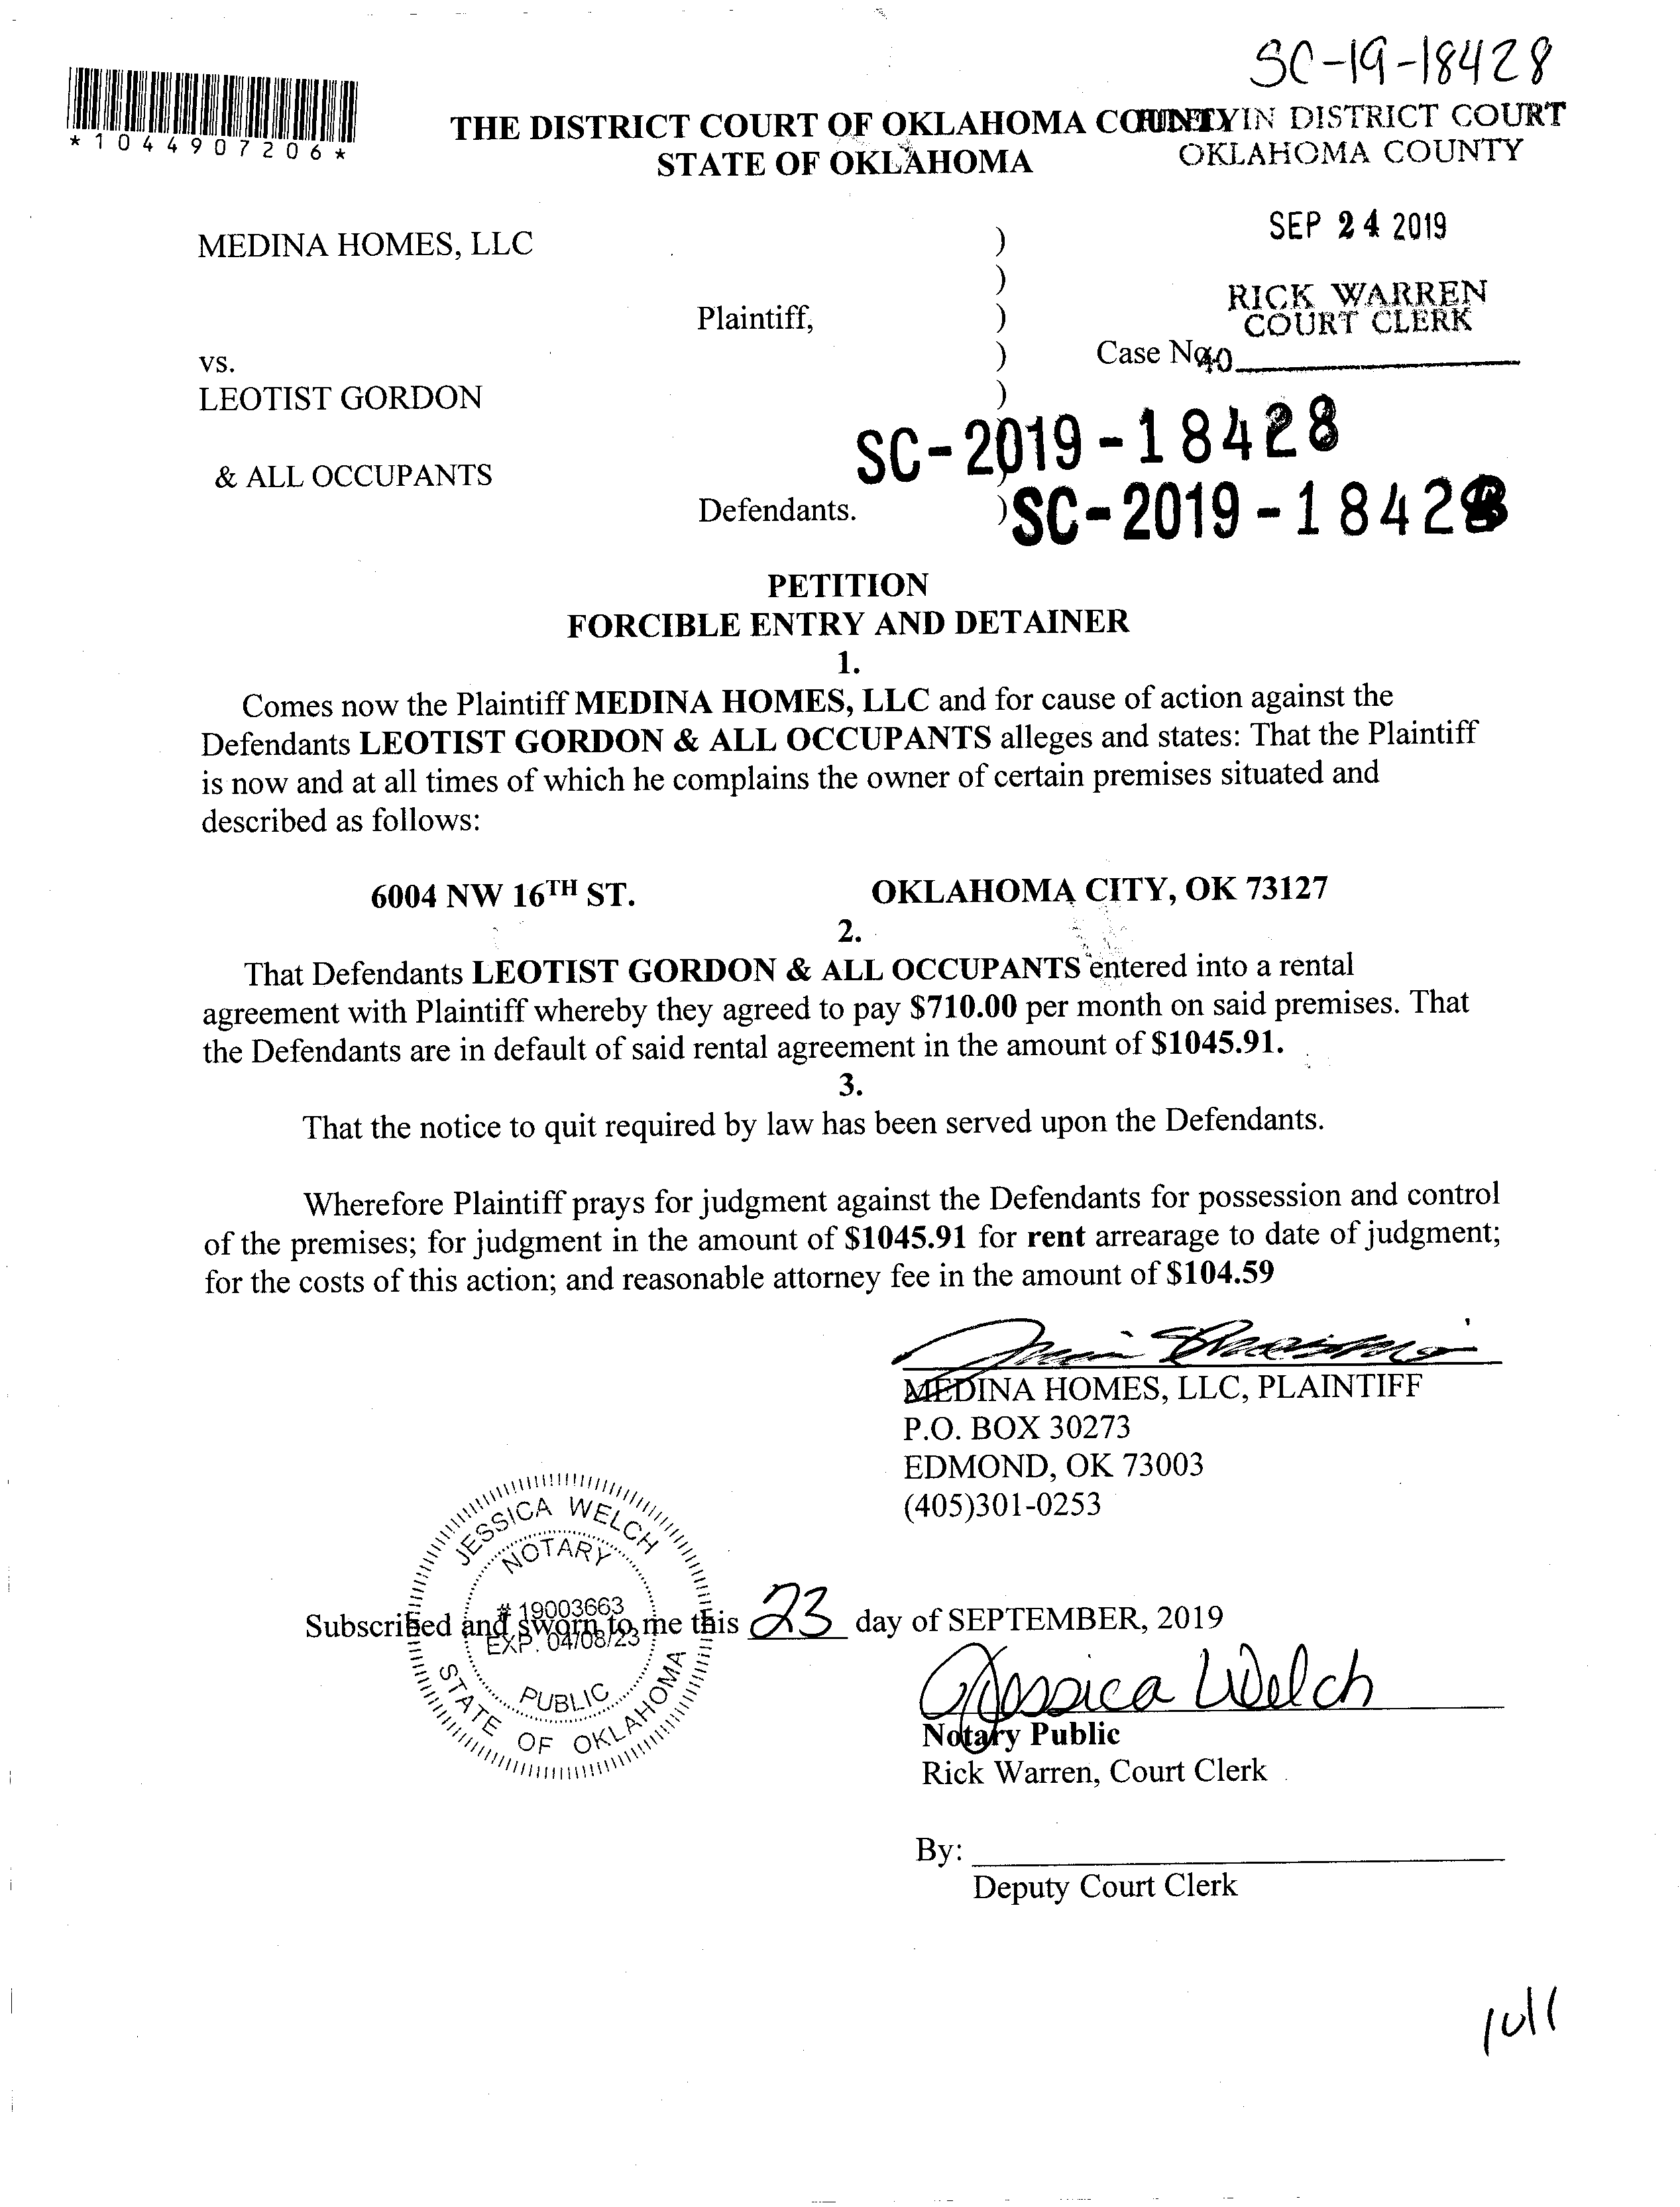 SC-19-18428
*1044907206*
THE DISTRICT COURT OF OKLAHOMA COUNTY
STATE OF OKLAHOMA
IN DISTRICT COURT
OKLAHOMA COUNTY
SEP 24 2019
RICK WARREN
COURT CLERK
40
MEDINA HOMES, LLC )
)
Plaintiff, )
vs. ) Case No.
LEOTIST GORDON )
SC-2019-18428
& ALL OCCUPANTS
Defendants. )
SC-2019-18428
PETITION
FORCIBLE ENTRY AND DETAINER
1.
Comes now the Plaintiff MEDINA HOMES, LLC and for cause of action against the
Defendants LEOTIST GORDON & ALL OCCUPANTS alleges and states: That the Plaintiff
is now and at all times of which he complains the owner of certain premises situated and
described as follows:
6004 NW 16TH ST. OKLAHOMA CITY, OK 73127
2.
That Defendants LEOTIST GORDON & ALL OCCUPANTS entered into a rental
agreement with Plaintiff whereby they agreed to pay $710.00 per month on said premises. That
the Defendants are in default of said rental agreement in the amount of $1045.91.
3.
That the notice to quit required by law has been served upon the Defendants.
Wherefore Plaintiff prays for judgment against the Defendants for possession and control
of the premises; for judgment in the amount of $1045.91 for rent arrearage to date of judgment;
for the costs of this action; and reasonable attorney fee in the amount of $104.59
MEDINA HOMES, LLC, PLAINTIFF
P.O. BOX 30273
EDMOND, OK 73003
(405)301-0253
JESSICA WELCH
NOTARY
# 19003663
EXP. 04/08/23
PUBLIC
STATE OF OKLAHOMA
Subscribed and sworn to me this 23 day of SEPTEMBER, 2019
Jessica Welch
Notary Public
Rick Warren, Court Clerk
By:
Deputy Court Clerk